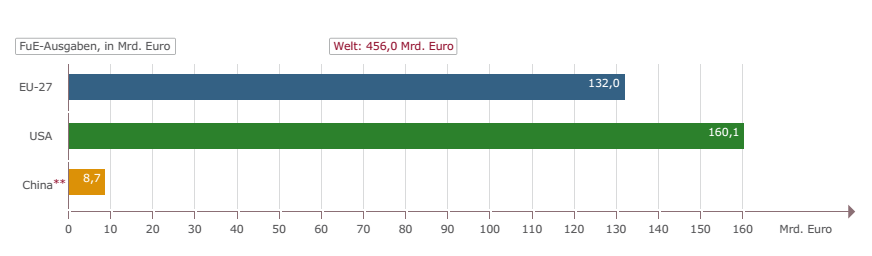 FuE-Ausgaben, in Mrd. Euro
Welt: 456,0 Mrd. Euro
EU-27
132,0
USA
160,1
China**
8,7
0 10 20 30 40 50 60 70 80 90 100 110 120 130 140 150 160 Mrd. Euro